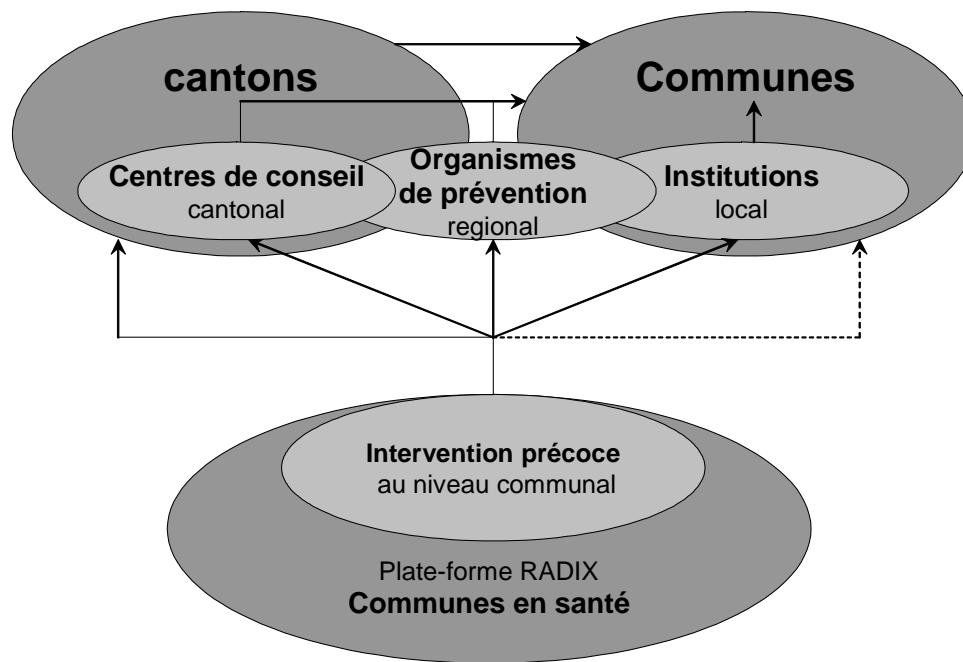 cantons
Communes
Centres de conseil
cantonal
Organismes
de prévention
regional
Institutions
local
Intervention précoce
au niveau communal
Plate-forme RADIX
Communes en santé